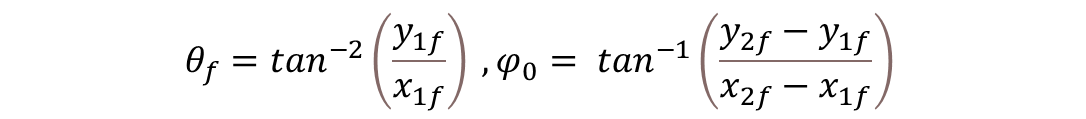 θ_f = tan^{-2} (y_{1f} / x_{1f}) , φ_0 = tan^{-1} ((y_{2f} − y_{1f}) / (x_{2f} − x_{1f}))